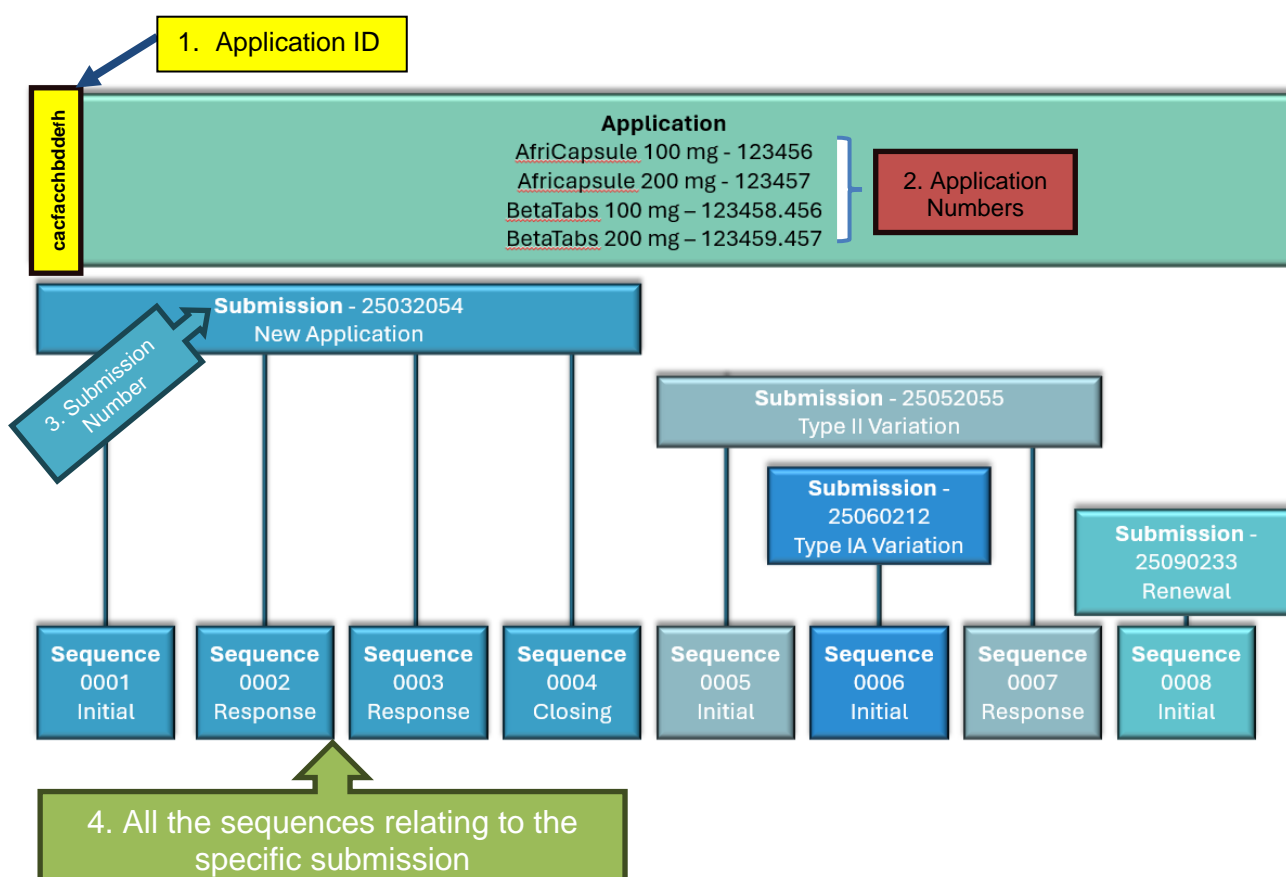 1. Application ID
cacfacchbddefh
Application
AfriCapsule 100 mg - 123456
Africapsule 200 mg - 123457
BetaTabs 100 mg – 123458.456
BetaTabs 200 mg – 123459.457
2. Application
Numbers
Submission - 25032054
New Application
3. Submission
Number
Submission - 25052055
Type II Variation
Submission -
25060212
Type IA Variation
Submission -
25090233
Renewal
Sequence
0001
Initial
Sequence
0002
Response
Sequence
0003
Response
Sequence
0004
Closing
Sequence
0005
Initial
Sequence
0006
Initial
Sequence
0007
Response
Sequence
0008
Initial
4. All the sequences relating to the
specific submission